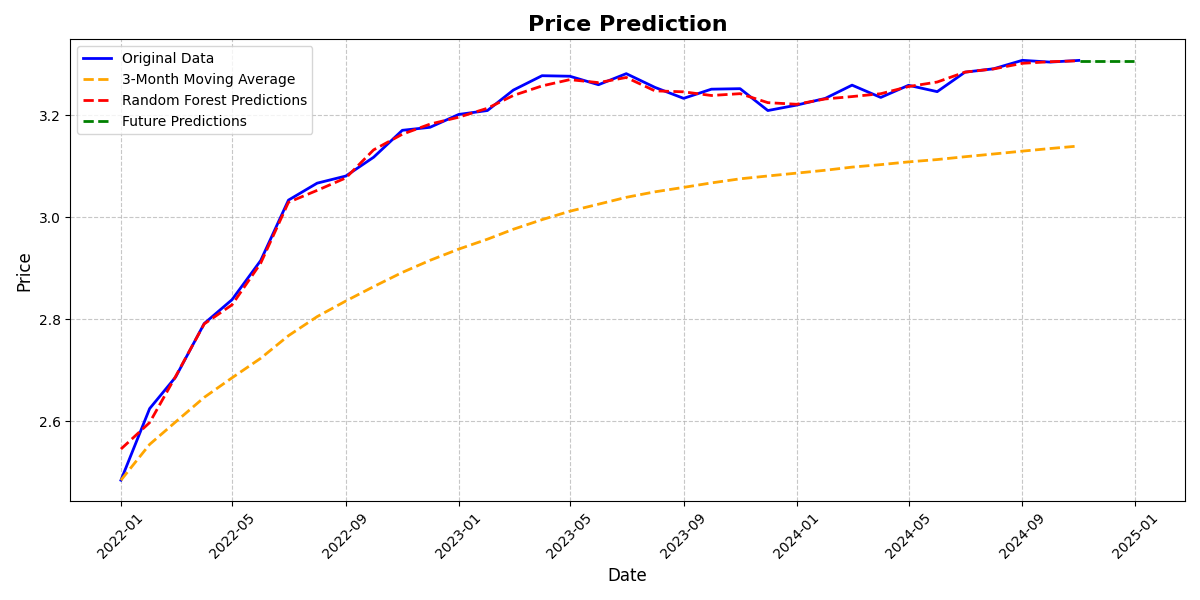 Price Prediction
Original Data
3-Month Moving Average
Random Forest Predictions
Future Predictions
Price
3.2
3.0
2.8
2.6
2022-01
2022-05
2022-09
2023-01
2023-05
2023-09
2024-01
2024-05
2024-09
2025-01
Date